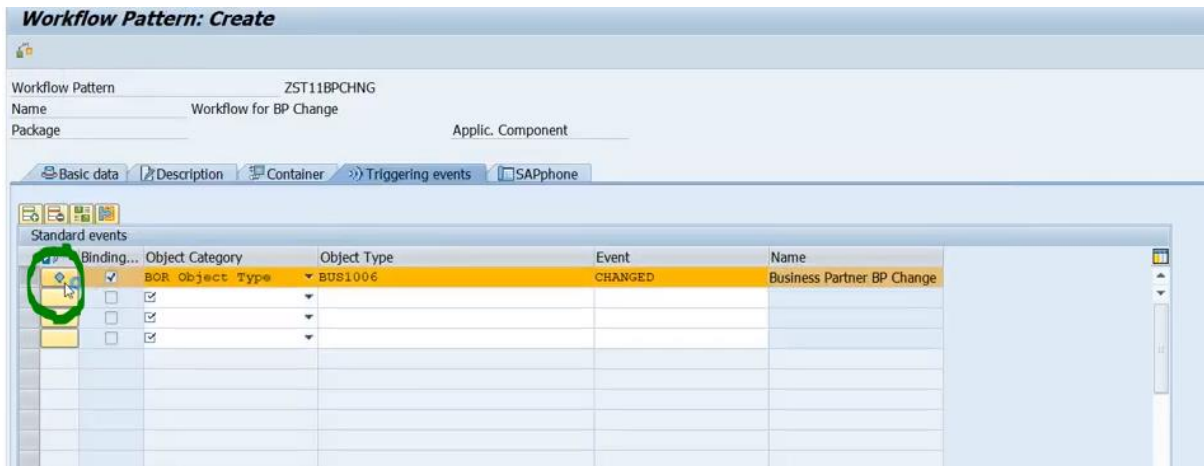 Workflow Pattern: Create
Workflow Pattern ZST11BPCHNG
Name Workflow for BP Change
Package Applic. Component
Basic data Description Container Triggering events SAPphone
Standard events
Binding... Object Category Object Type Event Name
BOR Object Type BUS1006 CHANGED Business Partner BP Change